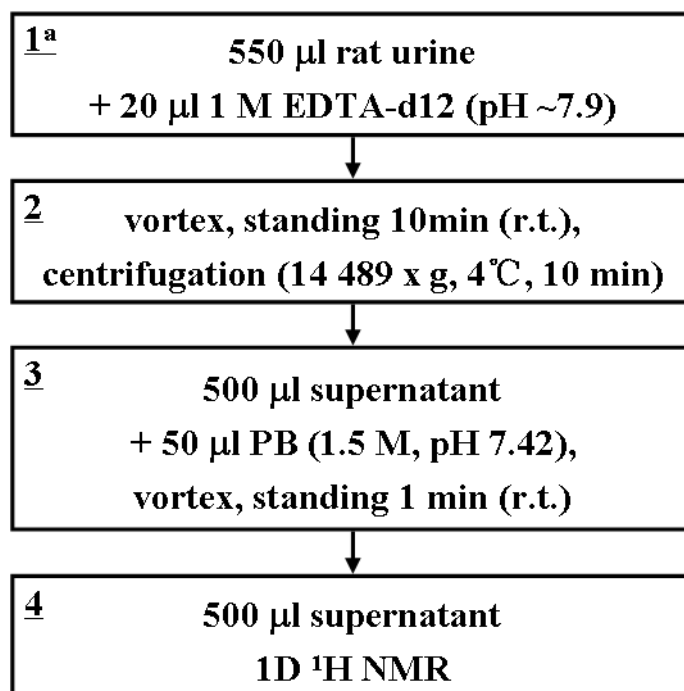 1ª 550 μl rat urine
+ 20 μl 1 M EDTA-d12 (pH ~7.9)
2 vortex, standing 10min (r.t.),
centrifugation (14 489 x g, 4℃, 10 min)
3 500 μl supernatant
+ 50 μl PB (1.5 M, pH 7.42),
vortex, standing 1 min (r.t.)
4 500 μl supernatant
1D ¹H NMR